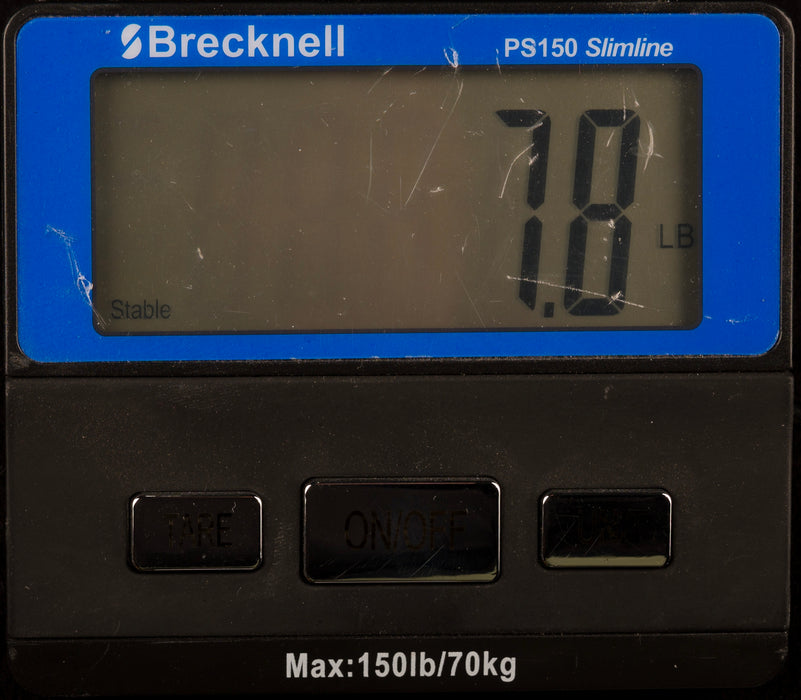 Brecknell
PS150 Slimline
7.8
LB
Stable
TARE
ON/OFF
Max:150lb/70kg